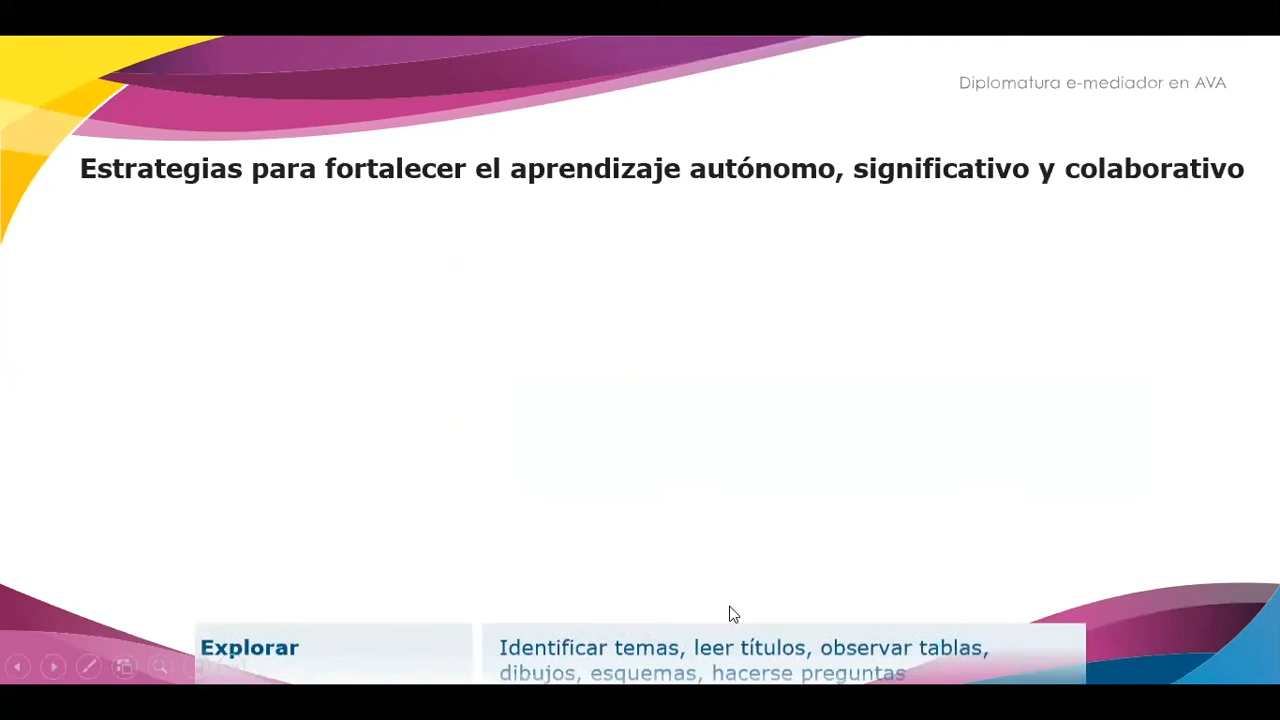 Diplomatura e-mediador en AVA
Estrategias para fortalecer el aprendizaje autónomo, significativo y colaborativo
Explorar
Identificar temas, leer títulos, observar tablas,
dibujos, esquemas, hacerse preguntas